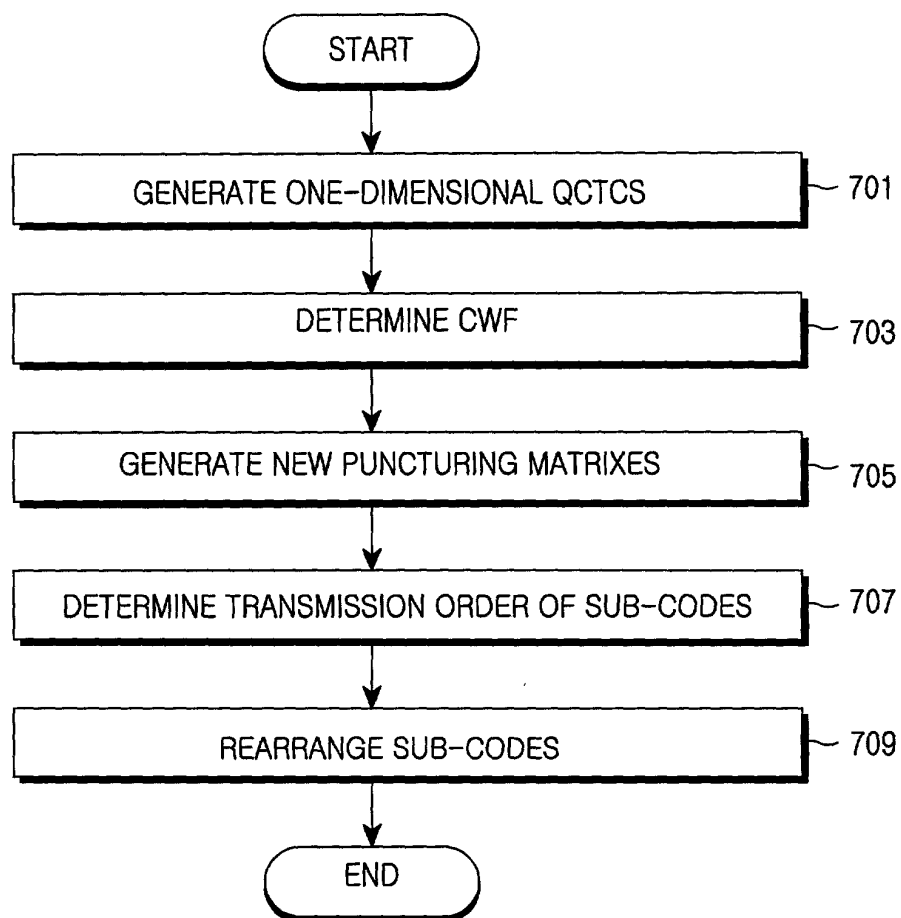 START
GENERATE ONE-DIMENSIONAL QCTCS
701
DETERMINE CWF
703
GENERATE NEW PUNCTURING MATRIXES
705
DETERMINE TRANSMISSION ORDER OF SUB-CODES
707
REARRANGE SUB-CODES
709
END